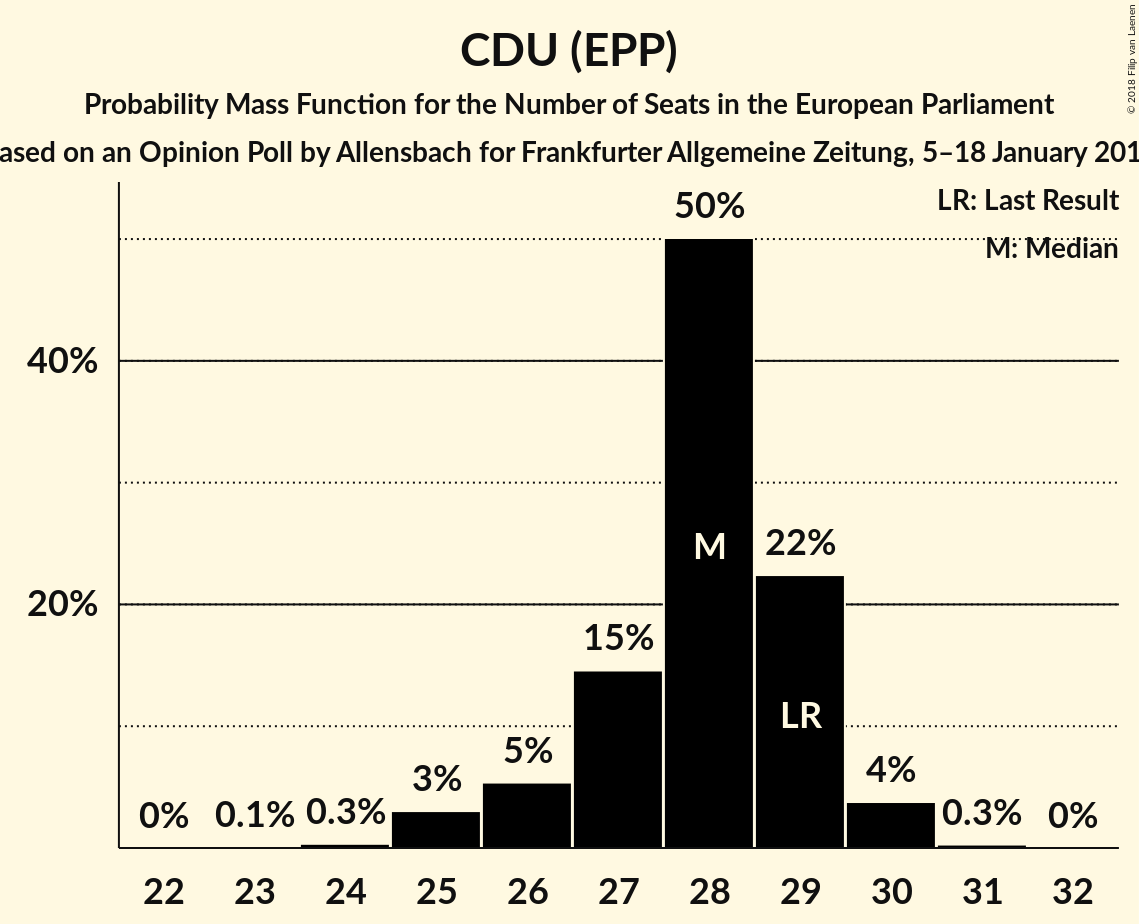 CDU (EPP)
Probability Mass Function for the Number of Seats in the European Parliament
ased on an Opinion Poll by Allensbach for Frankfurter Allgemeine Zeitung, 5–18 January 201
© 2018 Filip van Laenen
LR: Last Result
M: Median
40%
20%
0%
0.1%
0.3%
3%
5%
15%
50%
22%
4%
0.3%
0%
M
LR
22 23 24 25 26 27 28 29 30 31 32